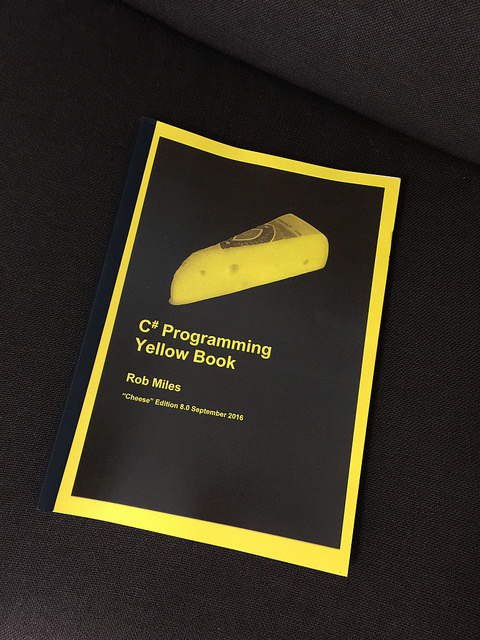 C# Programming
Yellow Book
Rob Miles
"Cheese" Edition 8.0 September 2016